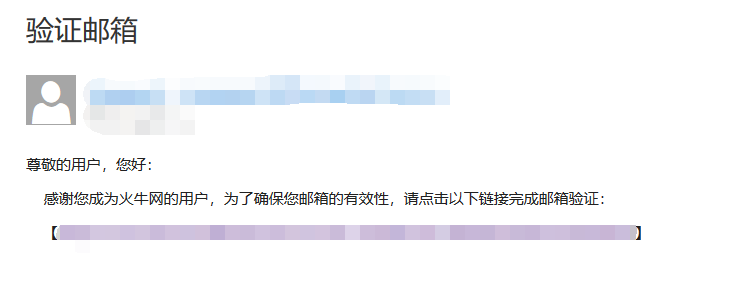 验证邮箱
尊敬的用户，您好：
感谢您成为火牛网的用户，为了确保您邮箱的有效性，请点击以下链接完成邮箱验证：
【】